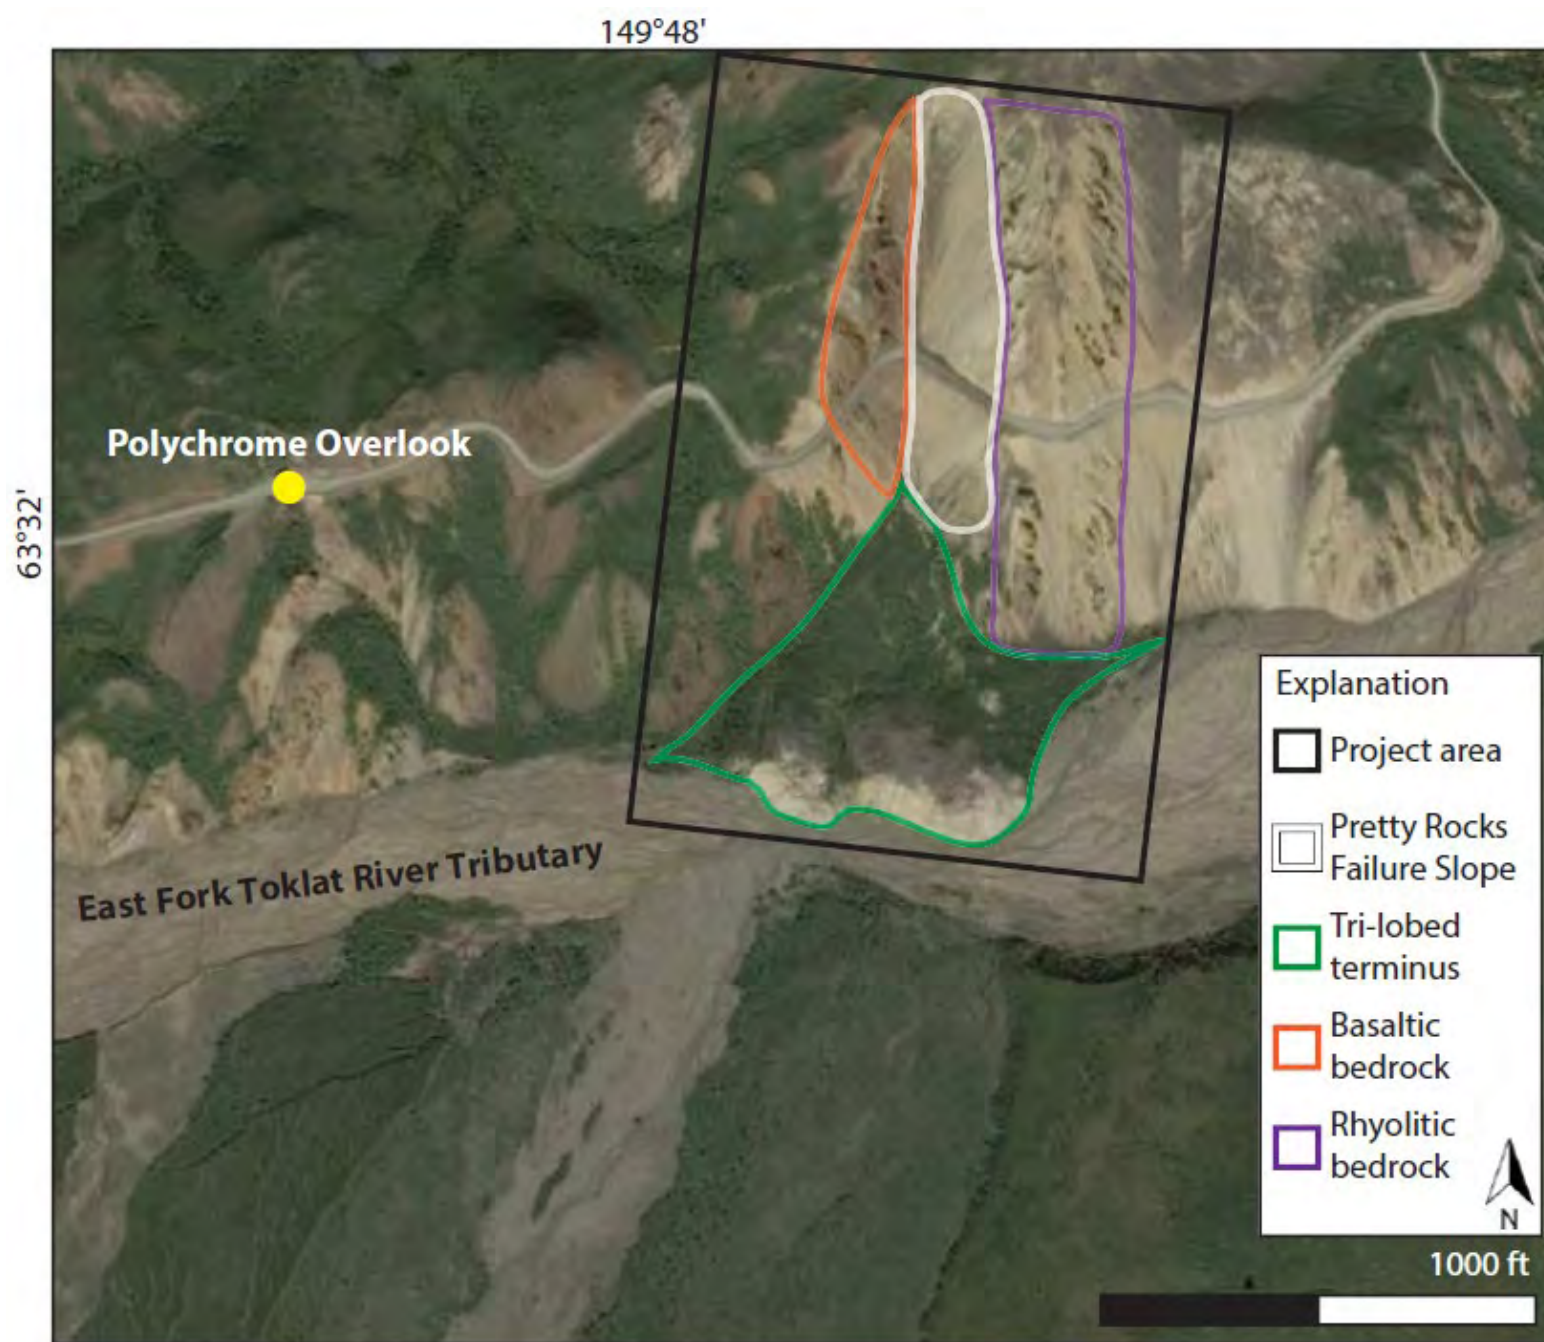 149°48'
63°32'
Polychrome Overlook
East Fork Toklat River Tributary
Explanation
Project area
Pretty Rocks
Failure Slope
Tri-lobed
terminus
Basaltic
bedrock
Rhyolitic
bedrock
N
1000 ft